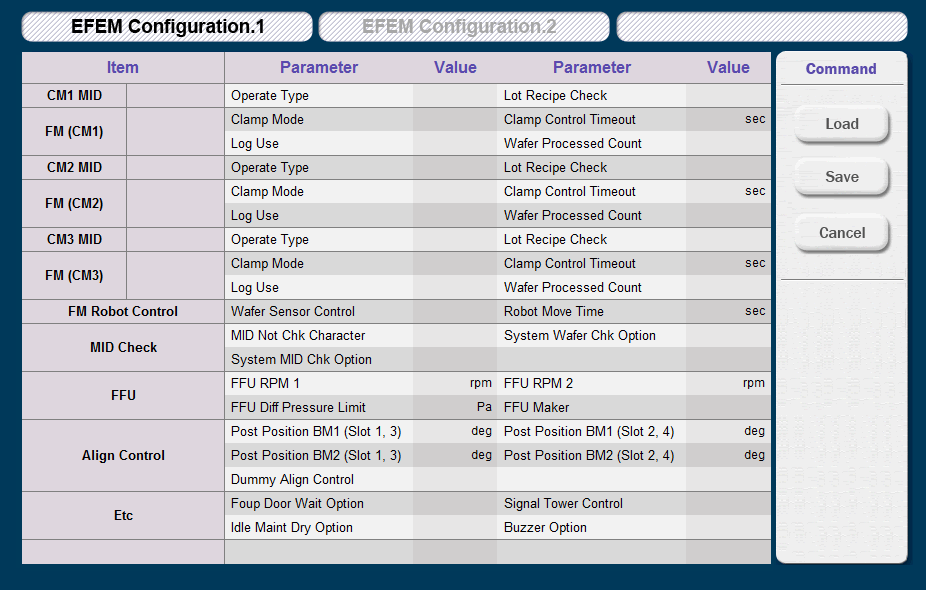 EFEM Configuration.1 EFEM Configuration.2
Item Parameter Value Parameter Value Command
CM1 MID Operate Type Lot Recipe Check
FM (CM1) Clamp Mode Clamp Control Timeout sec
Log Use Wafer Processed Count
CM2 MID Operate Type Lot Recipe Check
FM (CM2) Clamp Mode Clamp Control Timeout sec
Log Use Wafer Processed Count
CM3 MID Operate Type Lot Recipe Check
FM (CM3) Clamp Mode Clamp Control Timeout sec
Log Use Wafer Processed Count
FM Robot Control Wafer Sensor Control Robot Move Time sec
MID Check MID Not Chk Character System Wafer Chk Option
System MID Chk Option
FFU FFU RPM 1 rpm FFU RPM 2 rpm
FFU Diff Pressure Limit Pa FFU Maker
Align Control Post Position BM1 (Slot 1, 3) deg Post Position BM1 (Slot 2, 4) deg
Post Position BM2 (Slot 1, 3) deg Post Position BM2 (Slot 2, 4) deg
Dummy Align Control
Etc Foup Door Wait Option Signal Tower Control
Idle Maint Dry Option Buzzer Option
Load
Save
Cancel